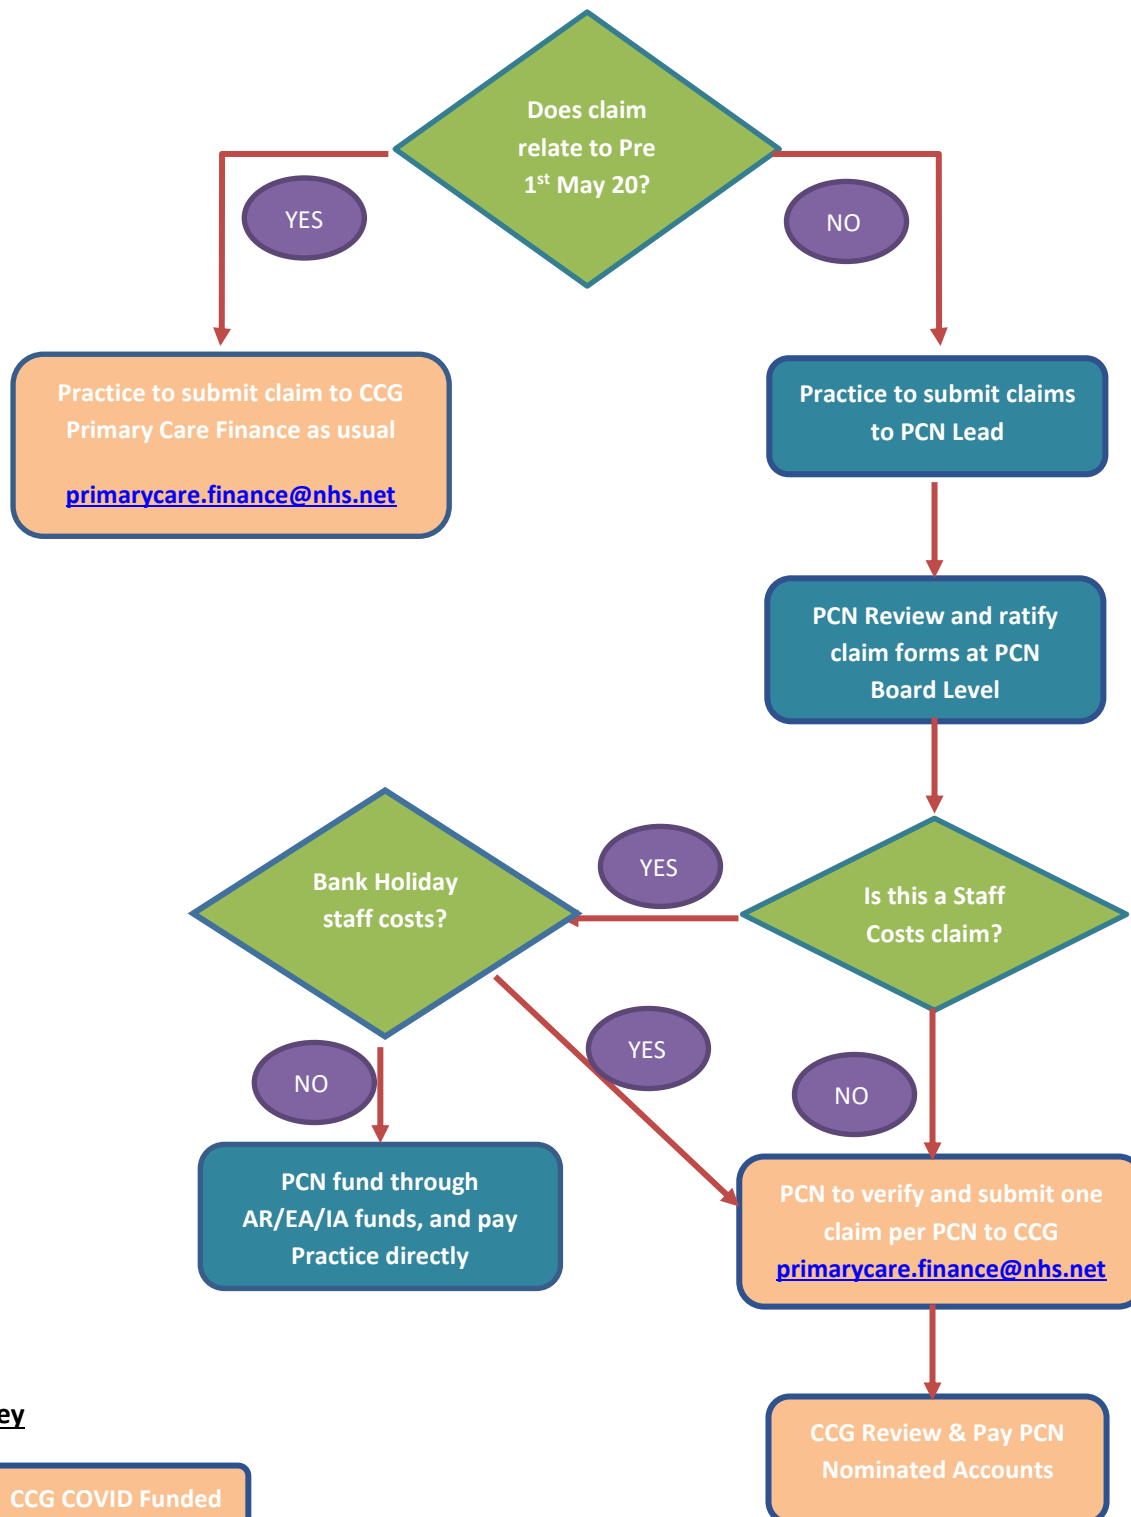 Does claim
relate to Pre
1st May 20?
YES
NO
Practice to submit claim to CCG
Primary Care Finance as usual
primarycare.finance@nhs.net
Practice to submit claims
to PCN Lead
PCN Review and ratify
claim forms at PCN
Board Level
Bank Holiday
staff costs?
YES
Is this a Staff
Costs claim?
NO
YES
NO
PCN fund through
AR/EA/IA funds, and pay
Practice directly
PCN to verify and submit one
claim per PCN to CCG
primarycare.finance@nhs.net
ey
CCG Review & Pay PCN
Nominated Accounts
CCG COVID Funded